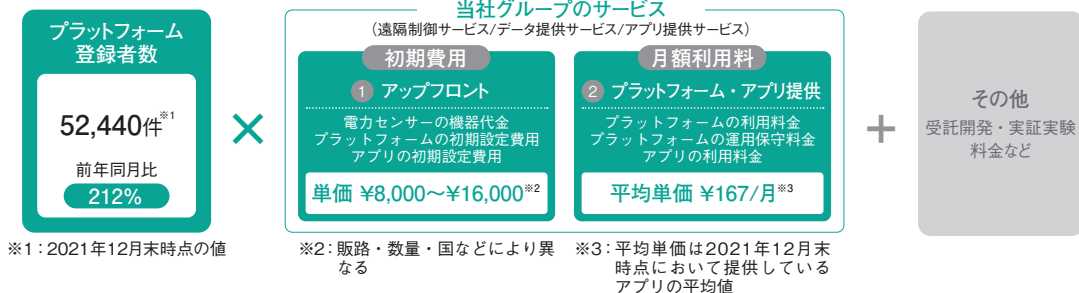 プラットフォーム
登録者数
52,440件※1
前年同月比
212%
×
当社グループのサービス
(遠隔制御サービス/データ提供サービス/アプリ提供サービス)
初期費用
① アップフロント
電力センサーの機器代金
プラットフォームの初期設定費用
アプリの初期設定費用
単価 ¥8,000〜¥16,000※2
月額利用料
② プラットフォーム・アプリ提供
プラットフォームの利用料金
プラットフォームの運用保守料金
アプリの利用料金
平均単価 ¥167/月※3
+
その他
受託開発・実証実験
料金など
※1：2021年12月末時点の値
※2：販路・数量・国などにより異
なる
※3：平均単価は2021年12月末
時点において提供している
アプリの平均値